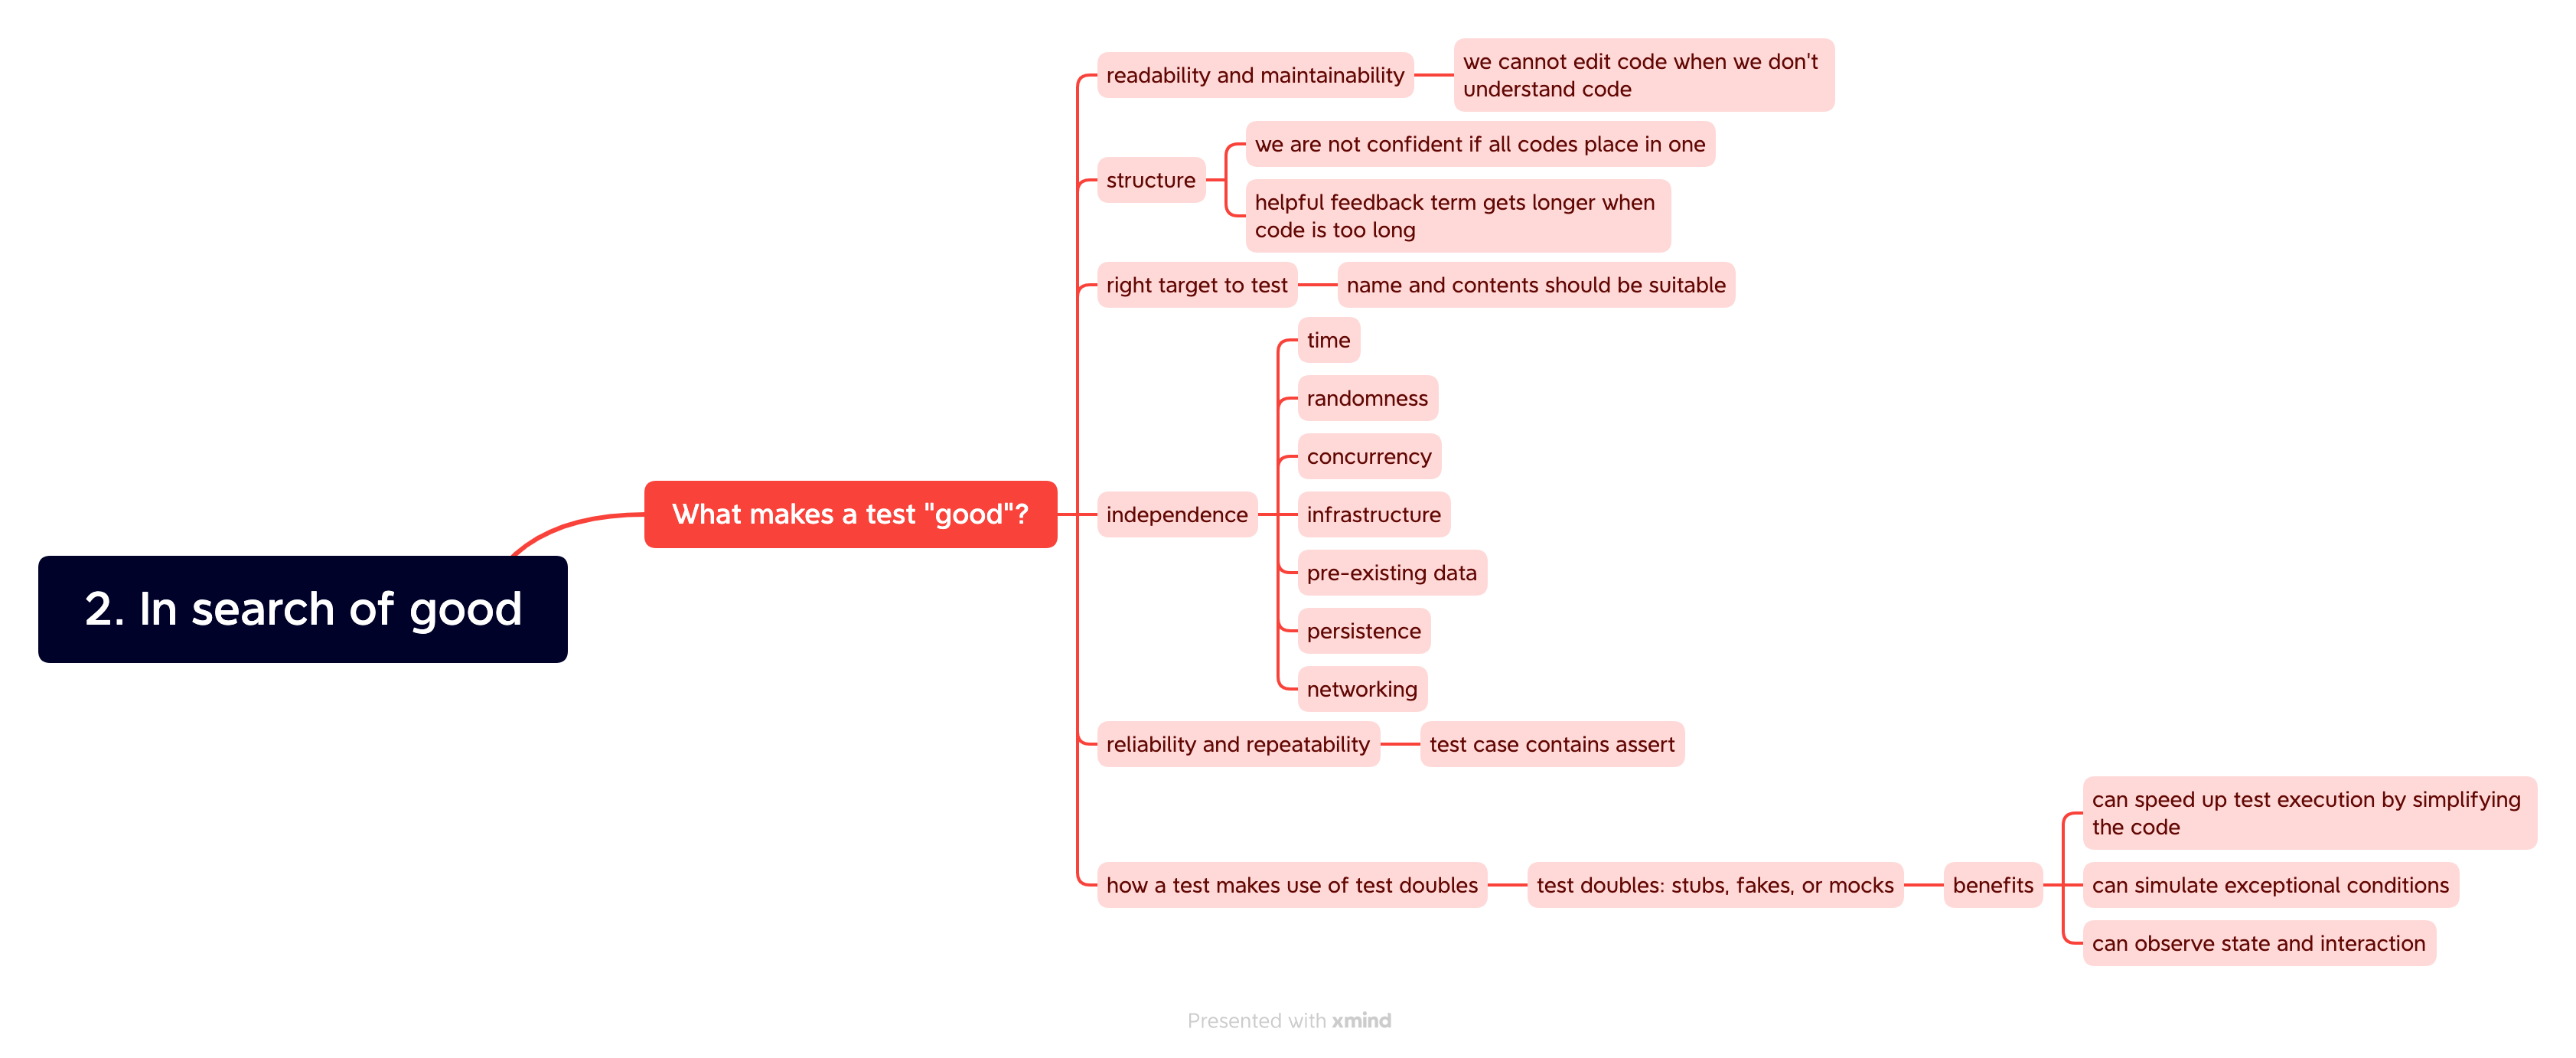 readability and maintainability
we cannot edit code when we don't
understand code
structure
we are not confident if all codes place in one
helpful feedback term gets longer when
code is too long
right target to test
name and contents should be suitable
2. In search of good
What makes a test "good"?
independence
time
randomness
concurrency
infrastructure
pre-existing data
persistence
networking
reliability and repeatability
test case contains assert
how a test makes use of test doubles
test doubles: stubs, fakes, or mocks
benefits
can speed up test execution by simplifying
the code
can simulate exceptional conditions
can observe state and interaction
Presented with xmind